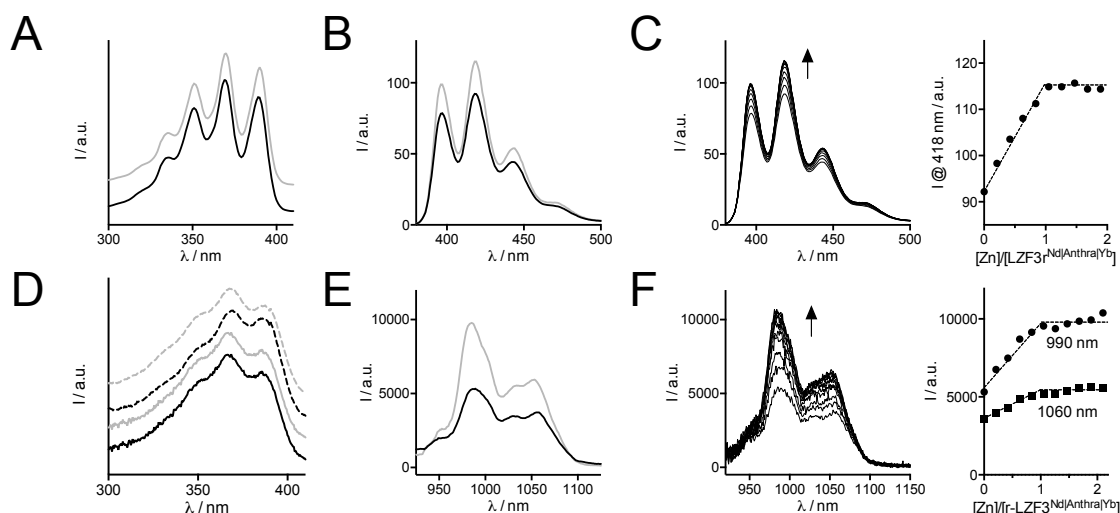 A
I / a.u.
300
350
400
λ / nm
B
I / a.u.
100
50
0
400
450
500
λ / nm
C
I / a.u.
100
50
0
400
450
500
λ / nm
I @ 418 nm / a.u.
120
110
100
90
0
1
2
[Zn]/[LZF3r^Nd|Anthra|Yb]
D
I / a.u.
300
350
400
λ / nm
E
I / a.u.
10000
5000
0
950
1000
1050
1100
λ / nm
F
I / a.u.
10000
5000
0
950
1000
1050
1100
1150
λ / nm
I / a.u.
10000
5000
0
990 nm
1060 nm
0
1
2
[Zn]/[r-LZF3^Nd|Anthra|Yb]